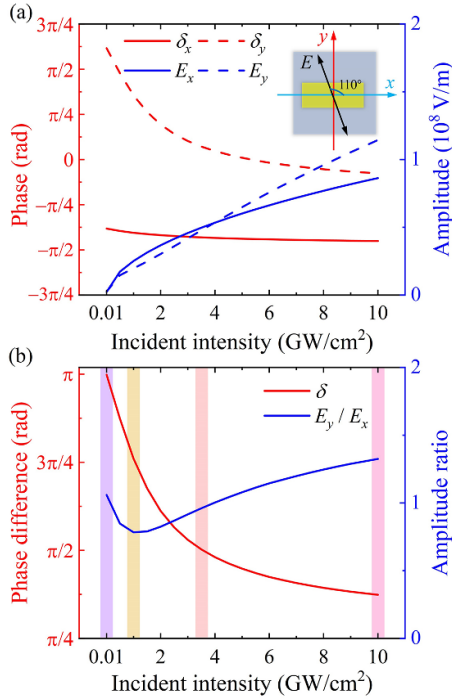 (a)
3π/4
π/2
π/4
0
−π/4
−π/2
−3π/4
Phase (rad)
δx δy
Ex Ey
y
E
110°
x
2
1
0
Amplitude (10⁸ V/m)
0.01 2 4 6 8 10
Incident intensity (GW/cm²)
(b)
π
3π/4
π/2
π/4
Phase difference (rad)
δ
Ey / Ex
2
1
0
Amplitude ratio
0.01 2 4 6 8 10
Incident intensity (GW/cm²)